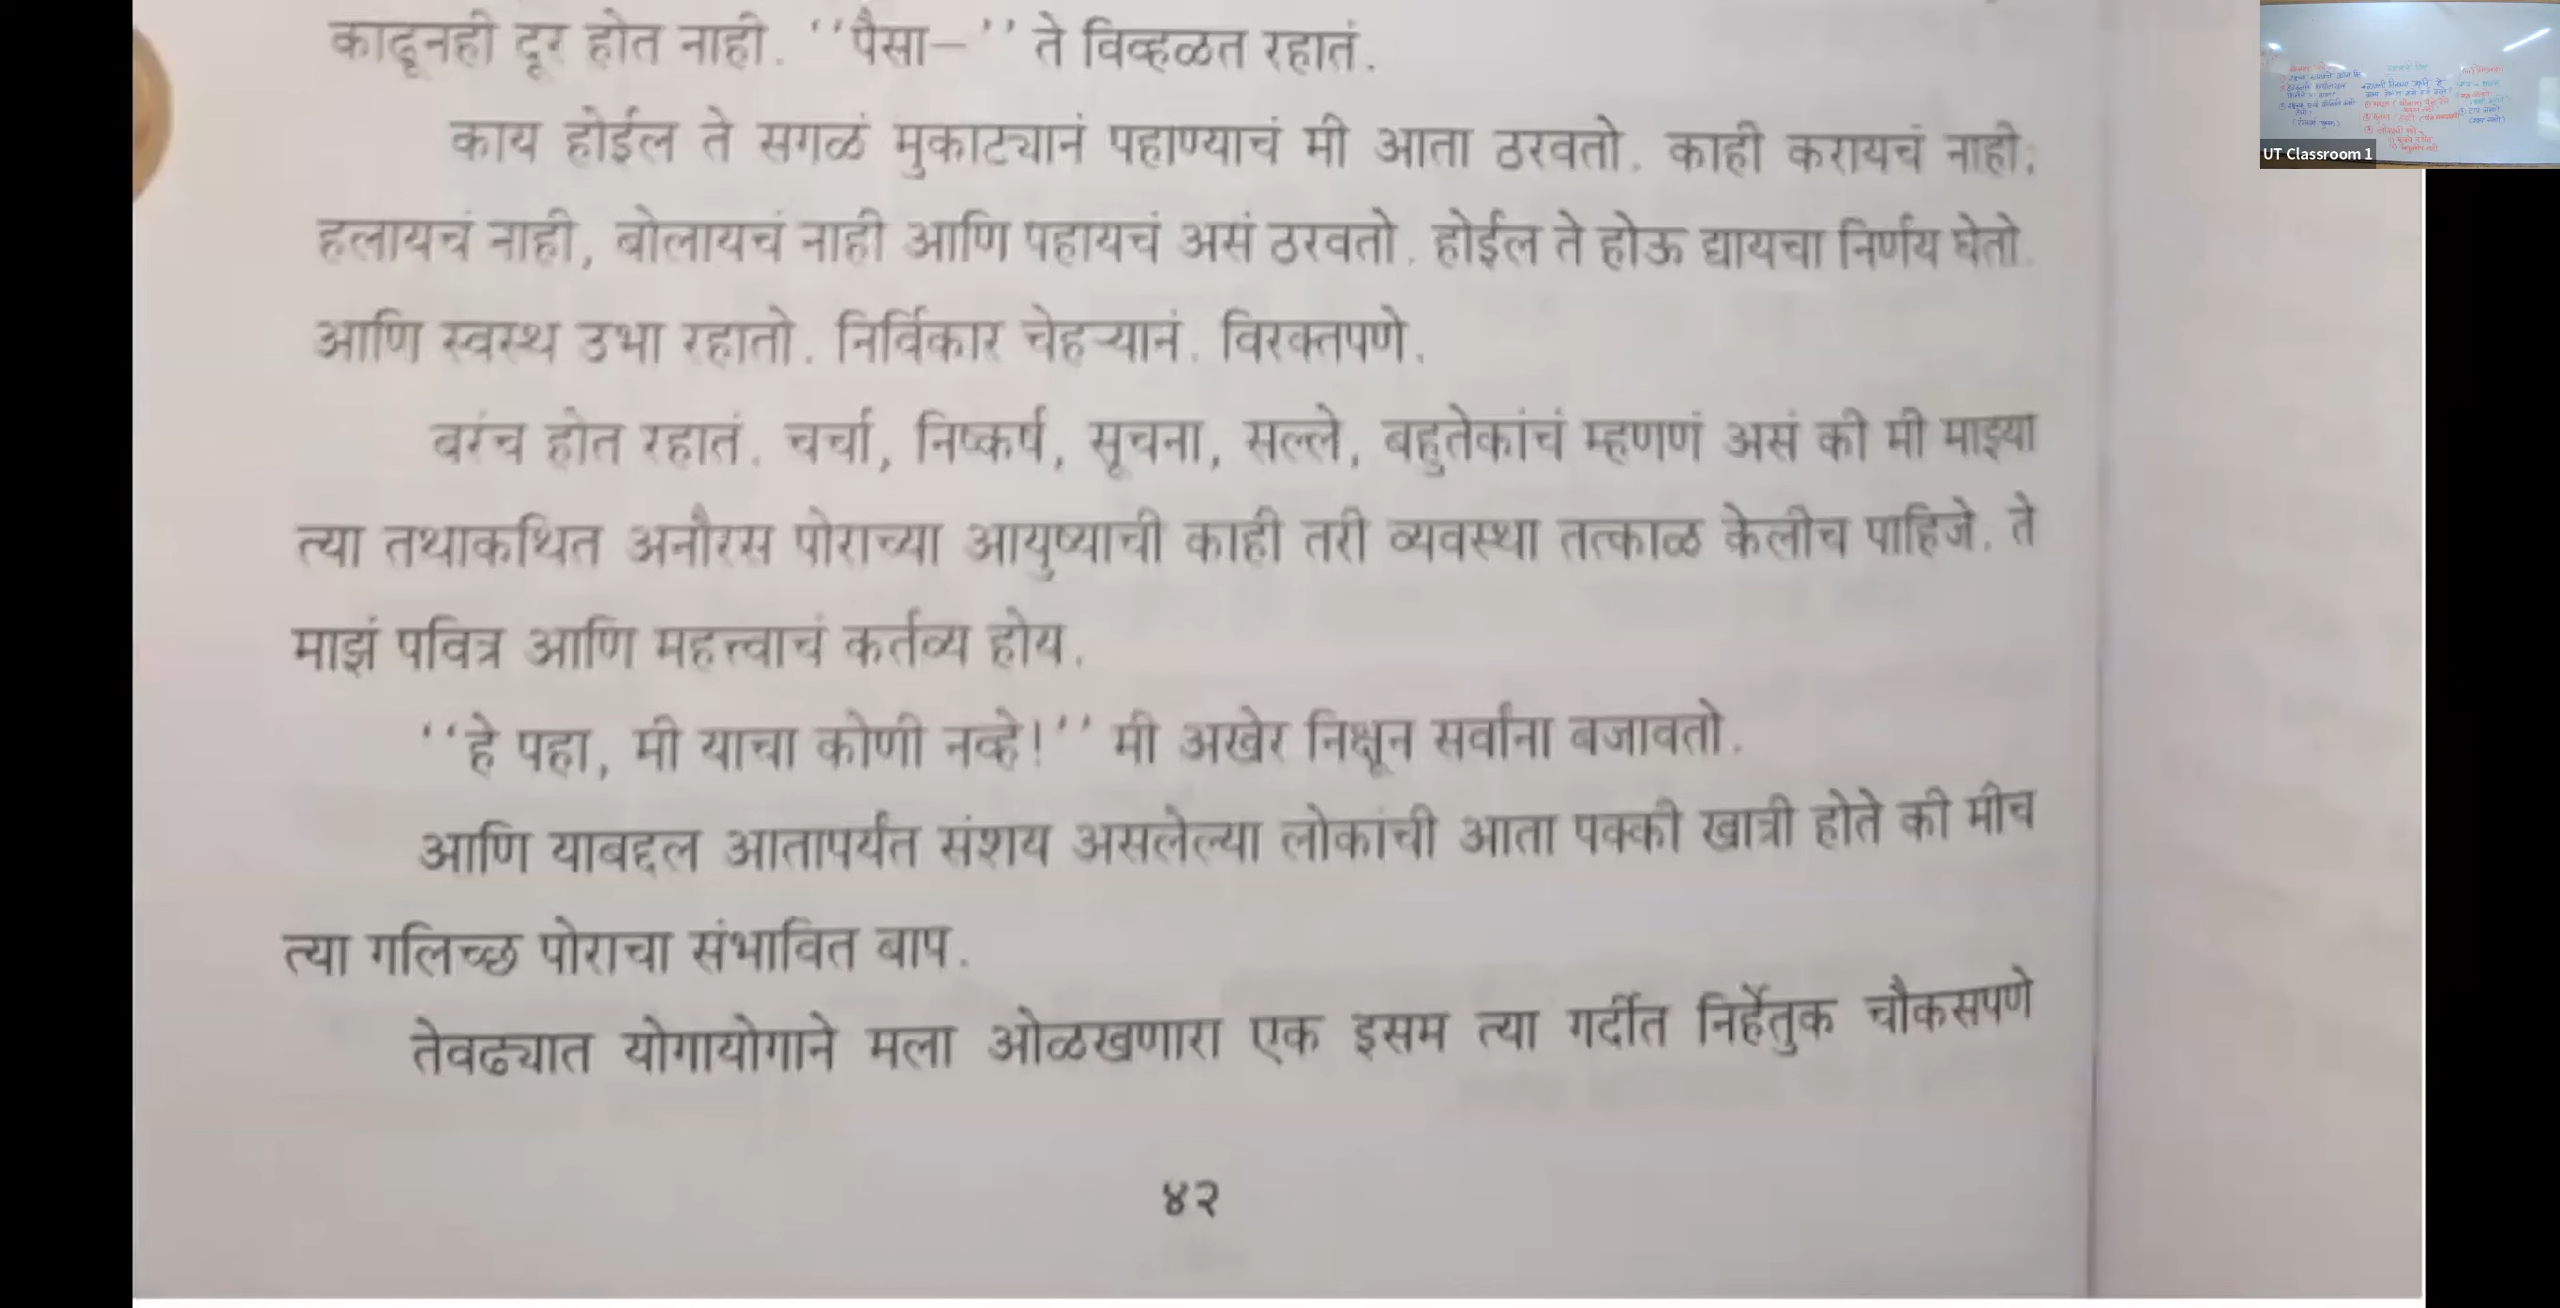 काढूनही दूर होत नाही. ‘‘पैसा—’’ ते विव्हळत रहातं.
काय होईल ते सगळं मुकाट्यानं पहाण्याचं मी आता ठरवतो. काही करायचं नाही.
हलायचं नाही, बोलायचं नाही आणि पहायचं असं ठरवतो. होईल ते होऊ द्यायचा निर्णय घेतो
आणि स्वस्थ उभा रहातो. निर्विकार चेहऱ्यानं. विरक्तपणे.
बरंच होत रहातं. चर्चा, निष्कर्ष, सूचना, सल्ले, बहुतेकांचं म्हणणं असं की मी माझ्या
त्या तथाकथित अनौरस पोराच्या आयुष्याची काही तरी व्यवस्था तत्काळ केलीच पाहिजे. ते
माझं पवित्र आणि महत्त्वाचं कर्तव्य होय.
‘‘हे पहा, मी याचा कोणी नव्हे!’’ मी अखेर निक्षून सर्वांना बजावतो.
आणि याबद्दल आतापर्यंत संशय असलेल्या लोकांची आता पक्की खात्री होते की मीच
त्या गलिच्छ पोराचा संभावित बाप.
तेवढ्यात योगायोगाने मला ओळखणारा एक इसम त्या गर्दीत निर्हेतुक चौकसपणे
४२
UT Classroom 1